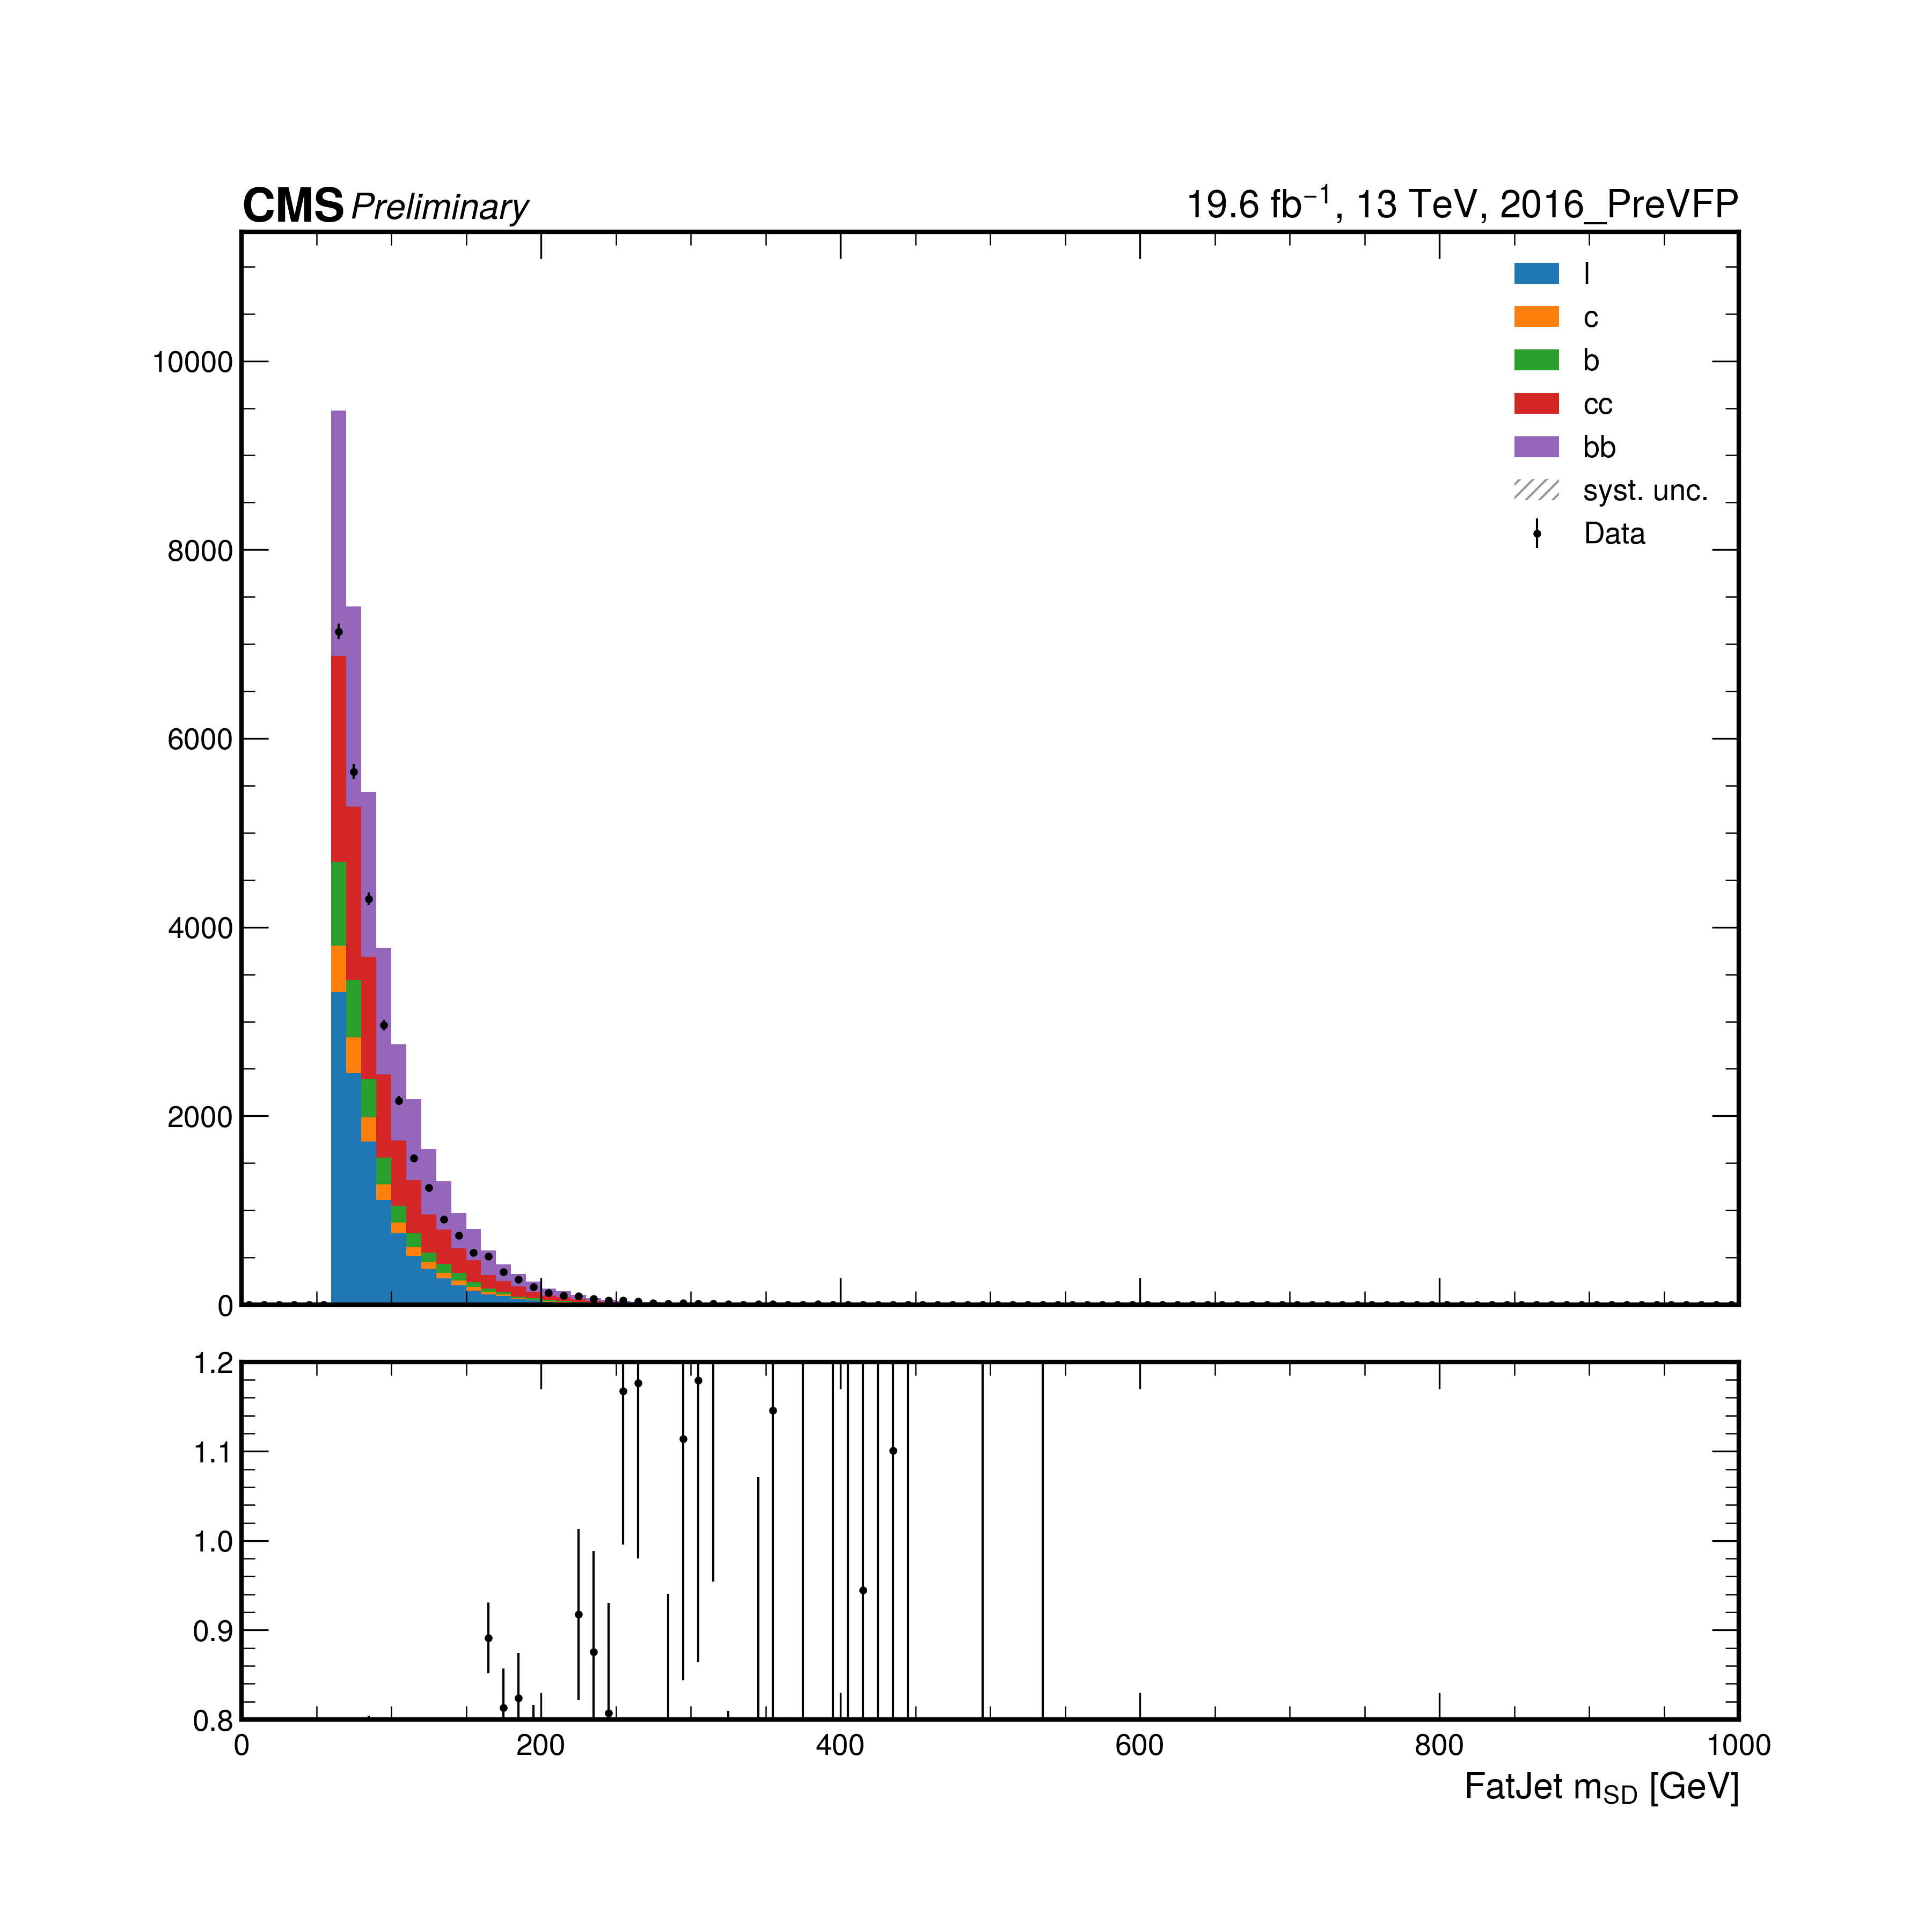 CMS Preliminary
19.6 fb⁻¹, 13 TeV, 2016_PreVFP
l
c
b
cc
bb
syst. unc.
Data
10000
8000
6000
4000
2000
0
1.2
1.1
1.0
0.9
0.8
0 200 400 600 800 1000
FatJet m_SD [GeV]